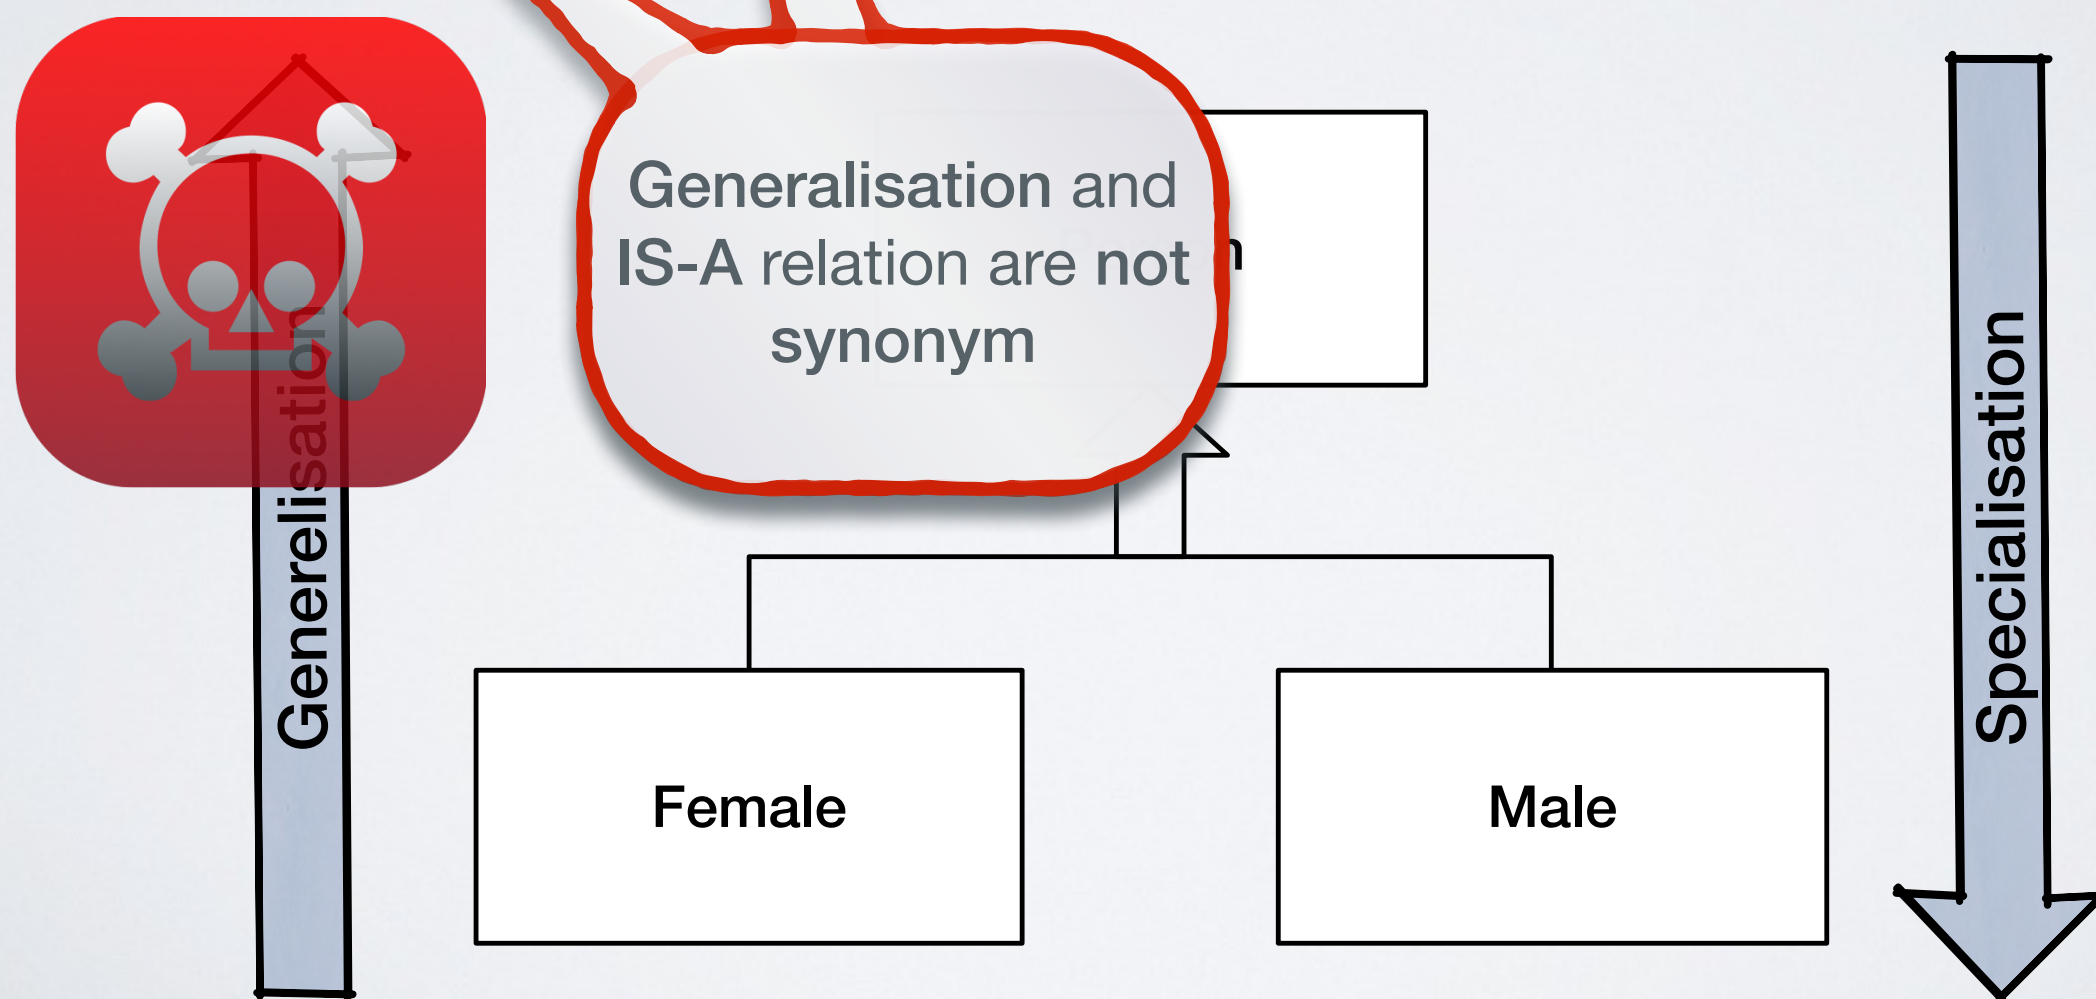 Generalisation and
IS-A relation are not
synonym
Generelisation
Specialisation
Female
Male